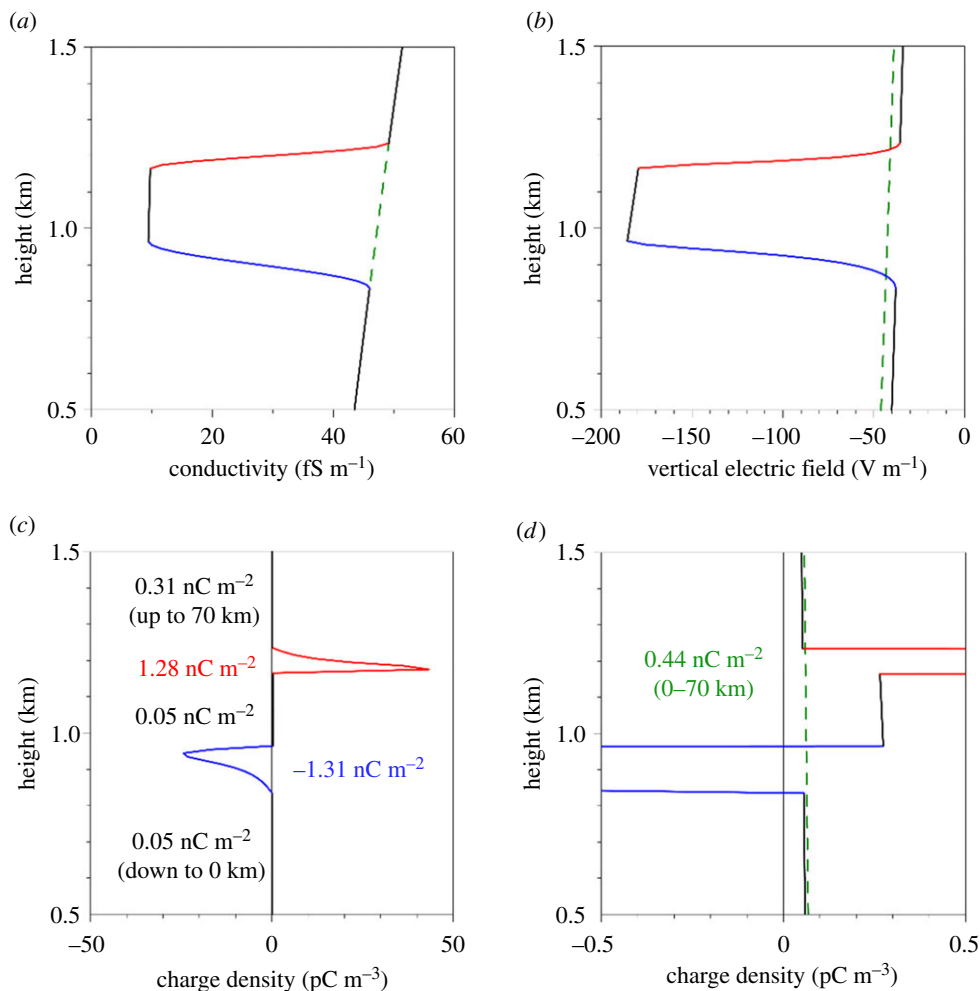 (a)
1.5
1.0
0.5
height (km)
0
20
40
60
conductivity (fS m⁻¹)
(b)
1.5
1.0
0.5
height (km)
−200
−150
−100
−50
0
vertical electric field (V m⁻¹)
(c)
1.5
1.0
0.5
height (km)
0.31 nC m⁻²
(up to 70 km)
1.28 nC m⁻²
0.05 nC m⁻²
−1.31 nC m⁻²
0.05 nC m⁻²
(down to 0 km)
−50
0
50
charge density (pC m⁻³)
(d)
1.5
1.0
0.5
height (km)
0.44 nC m⁻²
(0–70 km)
−0.5
0
0.5
charge density (pC m⁻³)